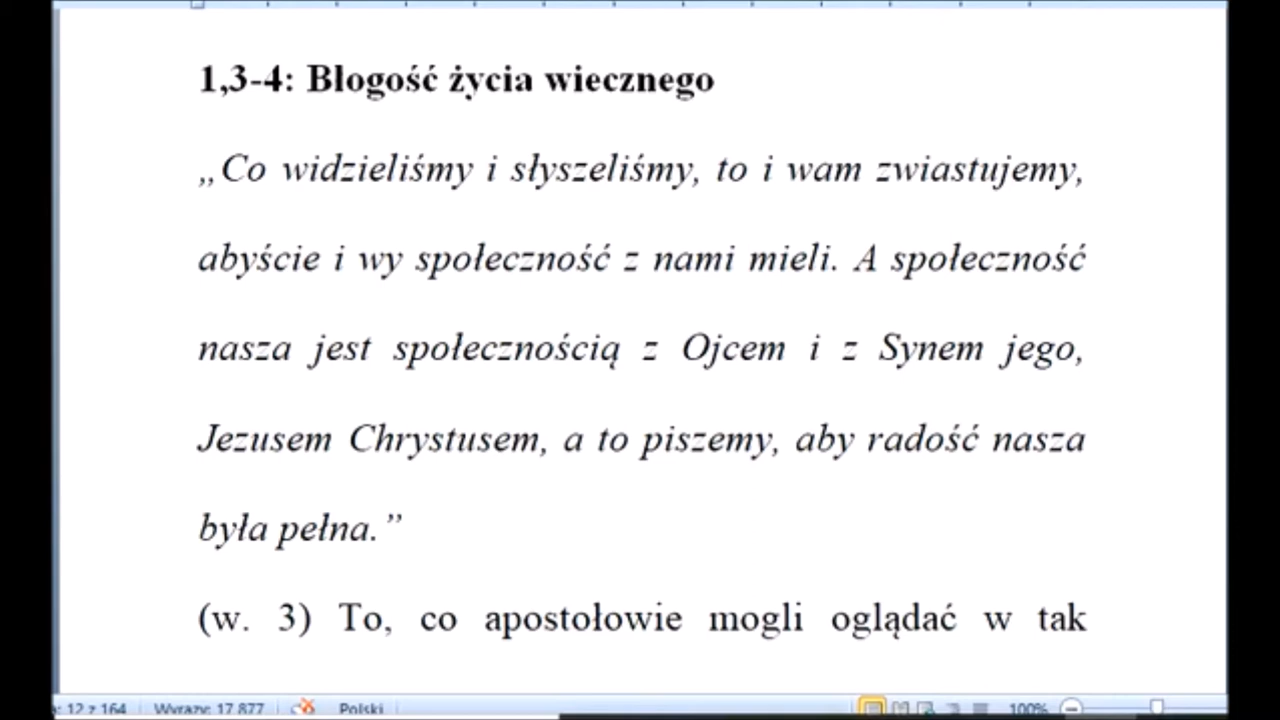 1,3-4: Błogość życia wiecznego
„Co widzieliśmy i słyszeliśmy, to i wam zwiastujemy,
abyście i wy społeczność z nami mieli. A społeczność
nasza jest społecznością z Ojcem i z Synem jego,
Jezusem Chrystusem, a to piszemy, aby radość nasza
była pełna.”
(w. 3) To, co apostołowie mogli oglądać w tak
: 12 z 164 Wyrazy: 17 877 Polski 100%